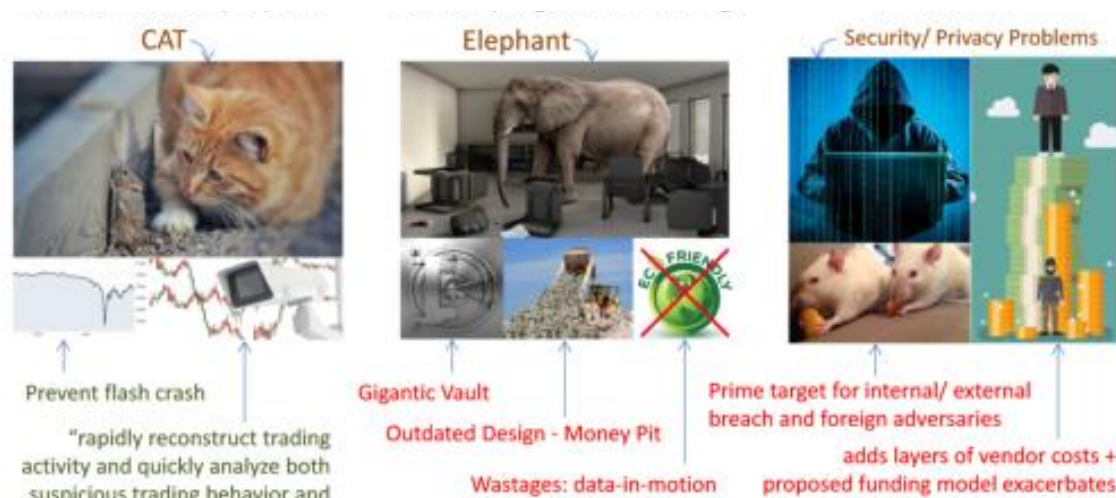 CAT
Elephant
Security/ Privacy Problems
FRIENDLY
Prevent flash crash
"rapidly reconstruct trading
activity and quickly analyze both
suspicious trading behavior and
Gigantic Vault
Outdated Design - Money Pit
Wastages: data-in-motion
Prime target for internal/ external
breach and foreign adversaries
adds layers of vendor costs +
proposed funding model exacerbates